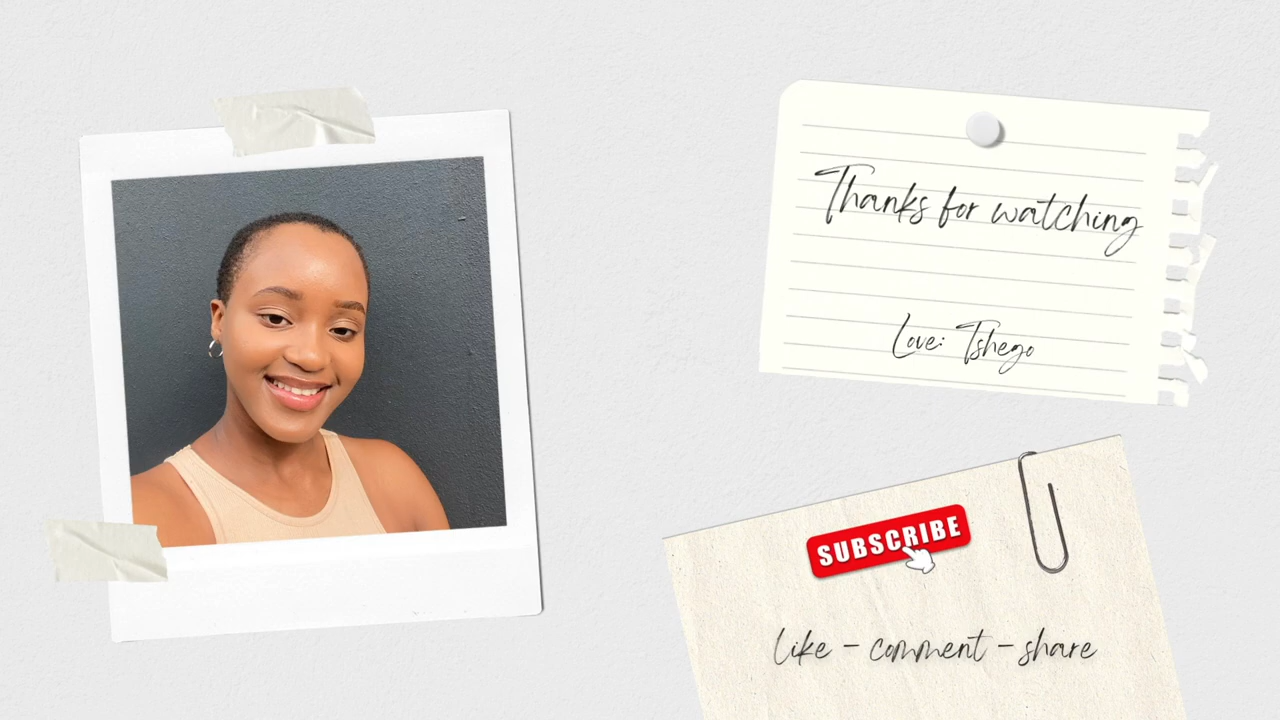 Thanks for watching
Love: Tshego
SUBSCRIBE
Like - comment - share